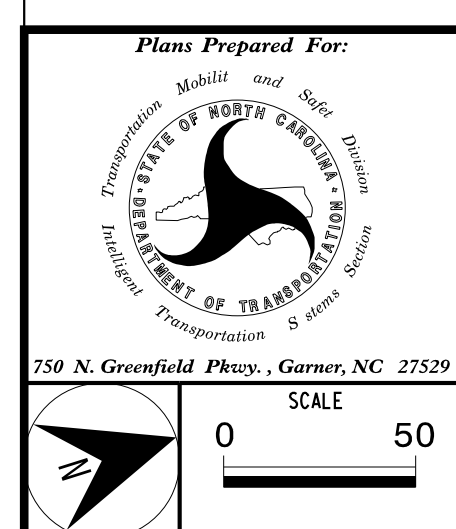 Plans Prepared For:
Transportation Mobilit and Safet Division
STATE OF NORTH CAROLINA
DEPARTMENT OF TRANSPORTATION
Intelligent Transportation S stems Section
750 N. Greenfield Pkwy. , Garner, NC 27529
SCALE
0 50
N